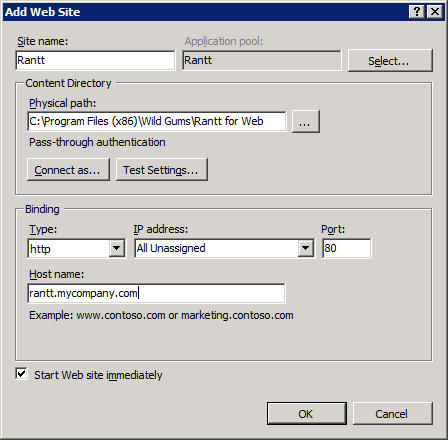 Add Web Site
Site name: Application pool:
Rantt Rantt Select...
Content Directory
Physical path:
C:\Program Files (x86)\Wild Gums\Rantt for Web ...
Pass-through authentication
Connect as... Test Settings...
Binding
Type: IP address: Port:
http All Unassigned 80
Host name:
rantt.mycompany.com
Example: www.contoso.com or marketing.contoso.com
Start Web site immediately
OK Cancel